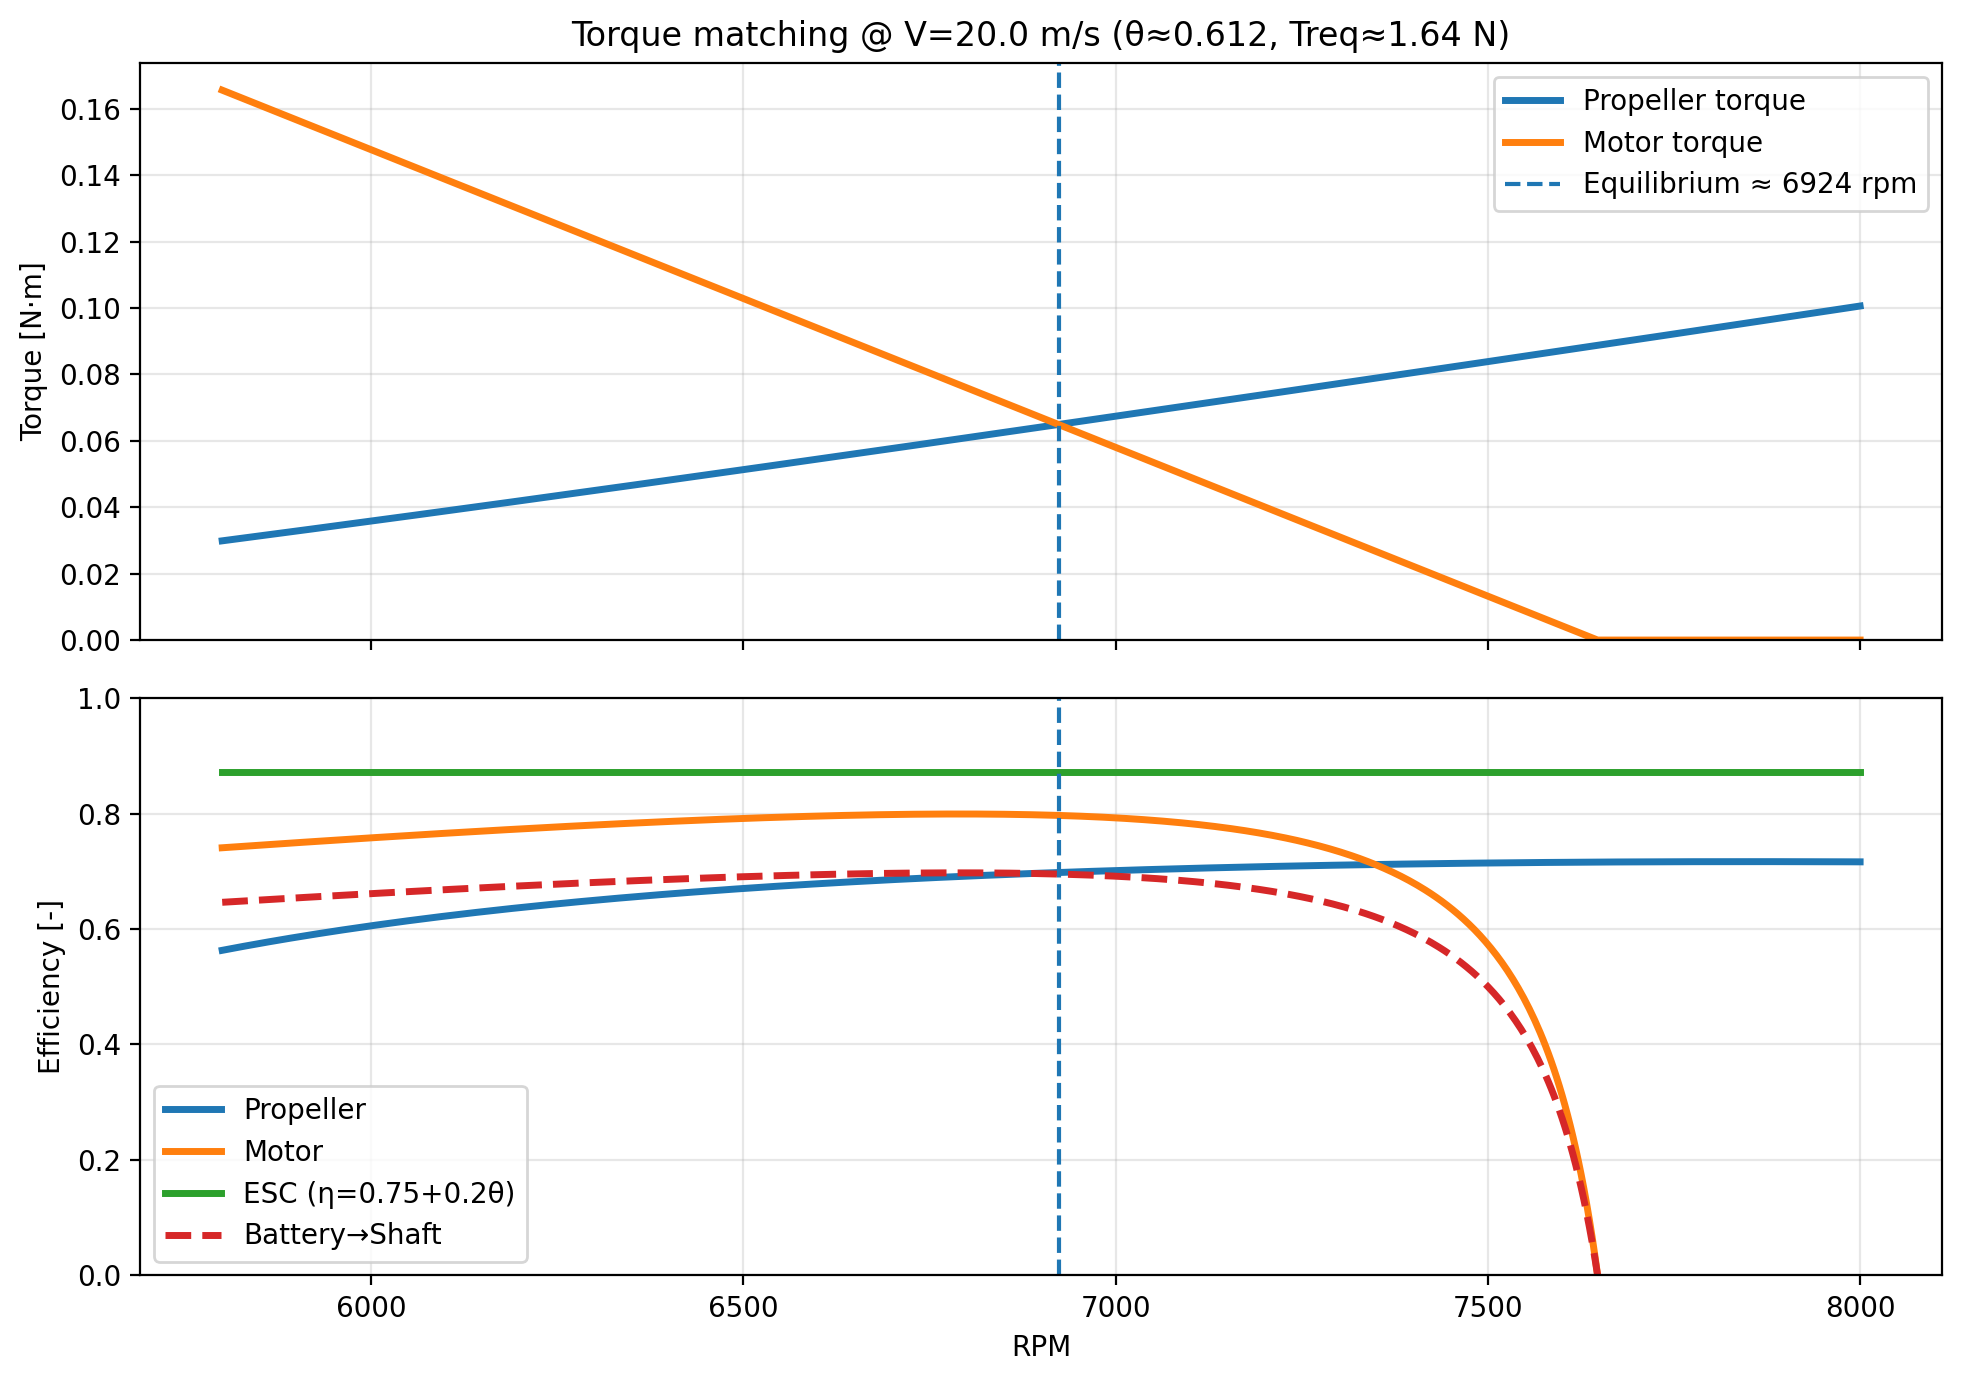 Torque matching @ V=20.0 m/s (θ≈0.612, Treq≈1.64 N)
Torque [N·m]
0.16
0.14
0.12
0.10
0.08
0.06
0.04
0.02
0.00
Propeller torque
Motor torque
Equilibrium ≈ 6924 rpm
Efficiency [-]
1.0
0.8
0.6
0.4
0.2
0.0
Propeller
Motor
ESC (η=0.75+0.2θ)
Battery→Shaft
6000 6500 7000 7500 8000
RPM